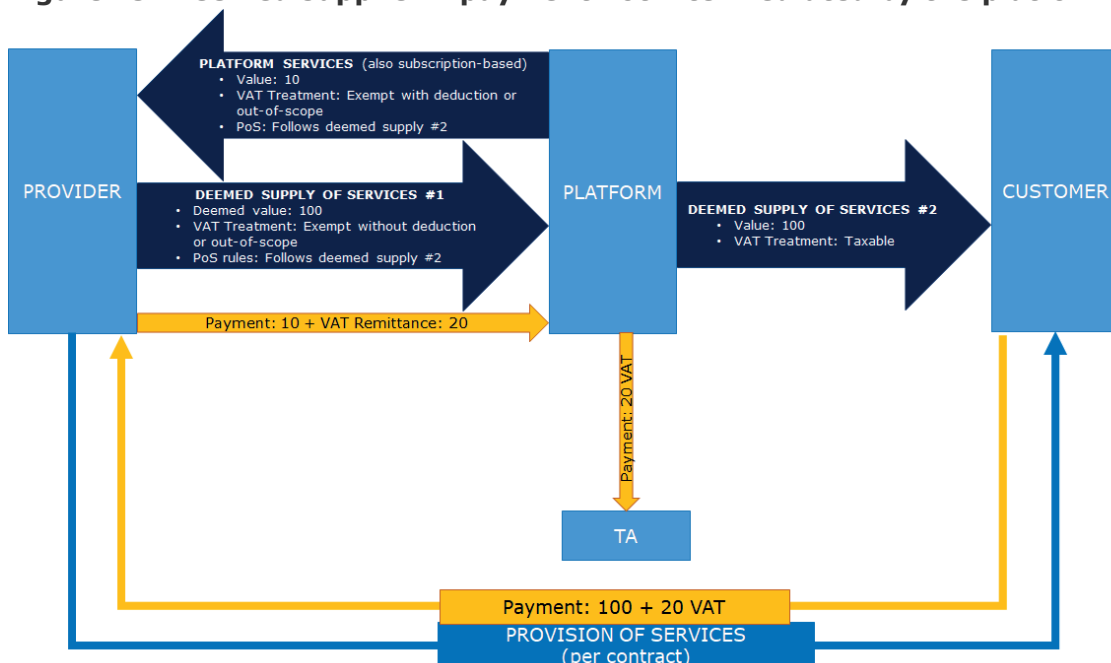 PLATFORM SERVICES (also subscription-based)
• Value: 10
• VAT Treatment: Exempt with deduction or
out-of-scope
• PoS: Follows deemed supply #2
PROVIDER
PLATFORM
CUSTOMER
DEEMED SUPPLY OF SERVICES #1
• Deemed value: 100
• VAT Treatment: Exempt without deduction
or out-of-scope
• PoS rules: Follows deemed supply #2
DEEMED SUPPLY OF SERVICES #2
• Value: 100
• VAT Treatment: Taxable
Payment: 10 + VAT Remittance: 20
Payment: 20 VAT
TA
Payment: 100 + 20 VAT
PROVISION OF SERVICES
(per contract)